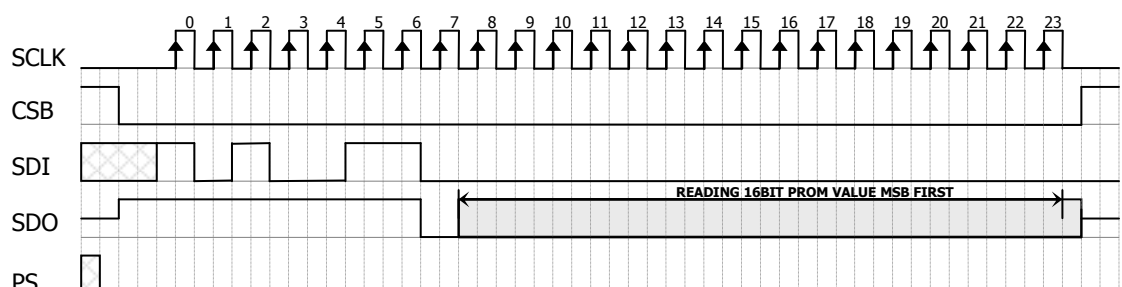 0 1 2 3 4 5 6 7 8 9 10 11 12 13 14 15 16 17 18 19 20 21 22 23
SCLK
CSB
SDI
READING 16BIT PROM VALUE MSB FIRST
SDO
PS